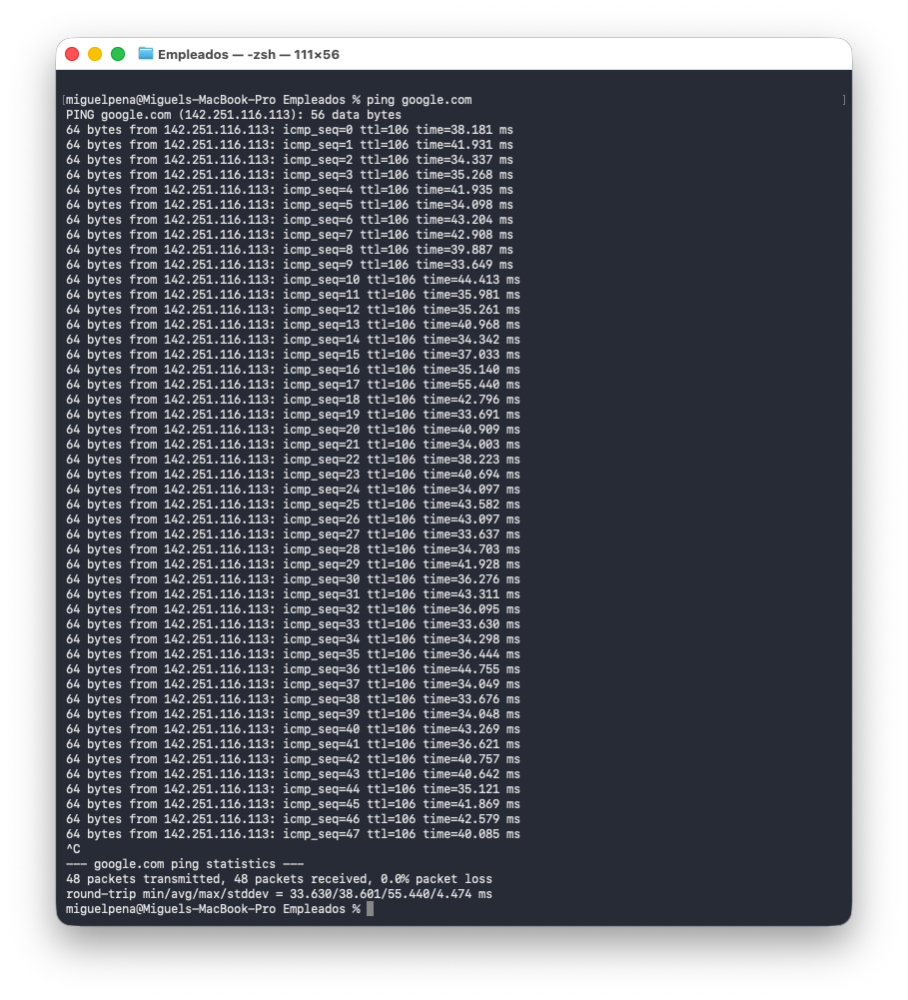 Empleados — -zsh — 111×56
[miguelpena@Miguels-MacBook-Pro Empleados % ping google.com ]
PING google.com (142.251.116.113): 56 data bytes
64 bytes from 142.251.116.113: icmp_seq=0 ttl=106 time=38.181 ms
64 bytes from 142.251.116.113: icmp_seq=1 ttl=106 time=41.931 ms
64 bytes from 142.251.116.113: icmp_seq=2 ttl=106 time=34.337 ms
64 bytes from 142.251.116.113: icmp_seq=3 ttl=106 time=35.268 ms
64 bytes from 142.251.116.113: icmp_seq=4 ttl=106 time=41.935 ms
64 bytes from 142.251.116.113: icmp_seq=5 ttl=106 time=34.098 ms
64 bytes from 142.251.116.113: icmp_seq=6 ttl=106 time=43.204 ms
64 bytes from 142.251.116.113: icmp_seq=7 ttl=106 time=42.908 ms
64 bytes from 142.251.116.113: icmp_seq=8 ttl=106 time=39.887 ms
64 bytes from 142.251.116.113: icmp_seq=9 ttl=106 time=33.649 ms
64 bytes from 142.251.116.113: icmp_seq=10 ttl=106 time=44.413 ms
64 bytes from 142.251.116.113: icmp_seq=11 ttl=106 time=35.981 ms
64 bytes from 142.251.116.113: icmp_seq=12 ttl=106 time=35.261 ms
64 bytes from 142.251.116.113: icmp_seq=13 ttl=106 time=40.968 ms
64 bytes from 142.251.116.113: icmp_seq=14 ttl=106 time=34.342 ms
64 bytes from 142.251.116.113: icmp_seq=15 ttl=106 time=37.033 ms
64 bytes from 142.251.116.113: icmp_seq=16 ttl=106 time=35.140 ms
64 bytes from 142.251.116.113: icmp_seq=17 ttl=106 time=55.440 ms
64 bytes from 142.251.116.113: icmp_seq=18 ttl=106 time=42.796 ms
64 bytes from 142.251.116.113: icmp_seq=19 ttl=106 time=33.691 ms
64 bytes from 142.251.116.113: icmp_seq=20 ttl=106 time=40.909 ms
64 bytes from 142.251.116.113: icmp_seq=21 ttl=106 time=34.003 ms
64 bytes from 142.251.116.113: icmp_seq=22 ttl=106 time=38.223 ms
64 bytes from 142.251.116.113: icmp_seq=23 ttl=106 time=40.694 ms
64 bytes from 142.251.116.113: icmp_seq=24 ttl=106 time=34.097 ms
64 bytes from 142.251.116.113: icmp_seq=25 ttl=106 time=43.582 ms
64 bytes from 142.251.116.113: icmp_seq=26 ttl=106 time=43.097 ms
64 bytes from 142.251.116.113: icmp_seq=27 ttl=106 time=33.637 ms
64 bytes from 142.251.116.113: icmp_seq=28 ttl=106 time=34.703 ms
64 bytes from 142.251.116.113: icmp_seq=29 ttl=106 time=41.928 ms
64 bytes from 142.251.116.113: icmp_seq=30 ttl=106 time=36.276 ms
64 bytes from 142.251.116.113: icmp_seq=31 ttl=106 time=43.311 ms
64 bytes from 142.251.116.113: icmp_seq=32 ttl=106 time=36.095 ms
64 bytes from 142.251.116.113: icmp_seq=33 ttl=106 time=33.630 ms
64 bytes from 142.251.116.113: icmp_seq=34 ttl=106 time=34.298 ms
64 bytes from 142.251.116.113: icmp_seq=35 ttl=106 time=36.444 ms
64 bytes from 142.251.116.113: icmp_seq=36 ttl=106 time=44.755 ms
64 bytes from 142.251.116.113: icmp_seq=37 ttl=106 time=34.049 ms
64 bytes from 142.251.116.113: icmp_seq=38 ttl=106 time=33.676 ms
64 bytes from 142.251.116.113: icmp_seq=39 ttl=106 time=34.048 ms
64 bytes from 142.251.116.113: icmp_seq=40 ttl=106 time=43.269 ms
64 bytes from 142.251.116.113: icmp_seq=41 ttl=106 time=36.621 ms
64 bytes from 142.251.116.113: icmp_seq=42 ttl=106 time=40.757 ms
64 bytes from 142.251.116.113: icmp_seq=43 ttl=106 time=40.642 ms
64 bytes from 142.251.116.113: icmp_seq=44 ttl=106 time=35.121 ms
64 bytes from 142.251.116.113: icmp_seq=45 ttl=106 time=41.869 ms
64 bytes from 142.251.116.113: icmp_seq=46 ttl=106 time=42.579 ms
64 bytes from 142.251.116.113: icmp_seq=47 ttl=106 time=40.085 ms
^C
--- google.com ping statistics ---
48 packets transmitted, 48 packets received, 0.0% packet loss
round-trip min/avg/max/stddev = 33.630/38.601/55.440/4.474 ms
miguelpena@Miguels-MacBook-Pro Empleados %